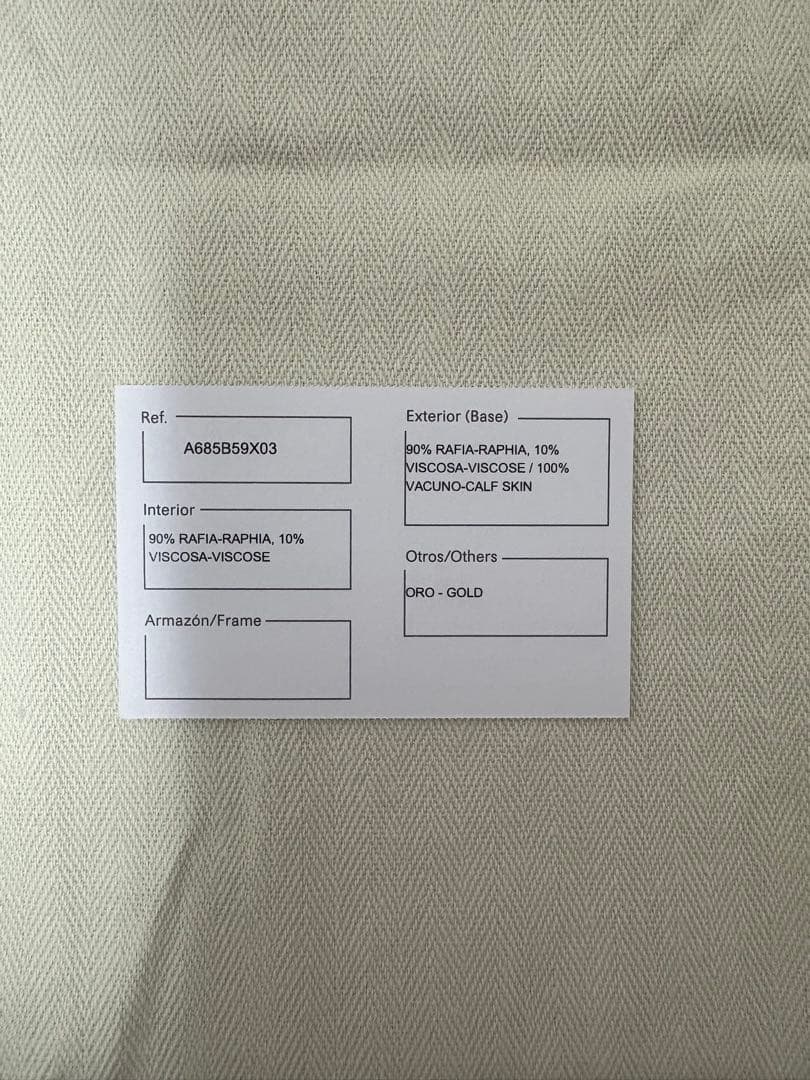 Ref.
A685B59X03
Interior
90% RAFIA-RAPHIA, 10%
VISCOSA-VISCOSE
Armazón/Frame
Exterior (Base)
90% RAFIA-RAPHIA, 10%
VISCOSA-VISCOSE / 100%
VACUNO-CALF SKIN
Otros/Others
ORO - GOLD